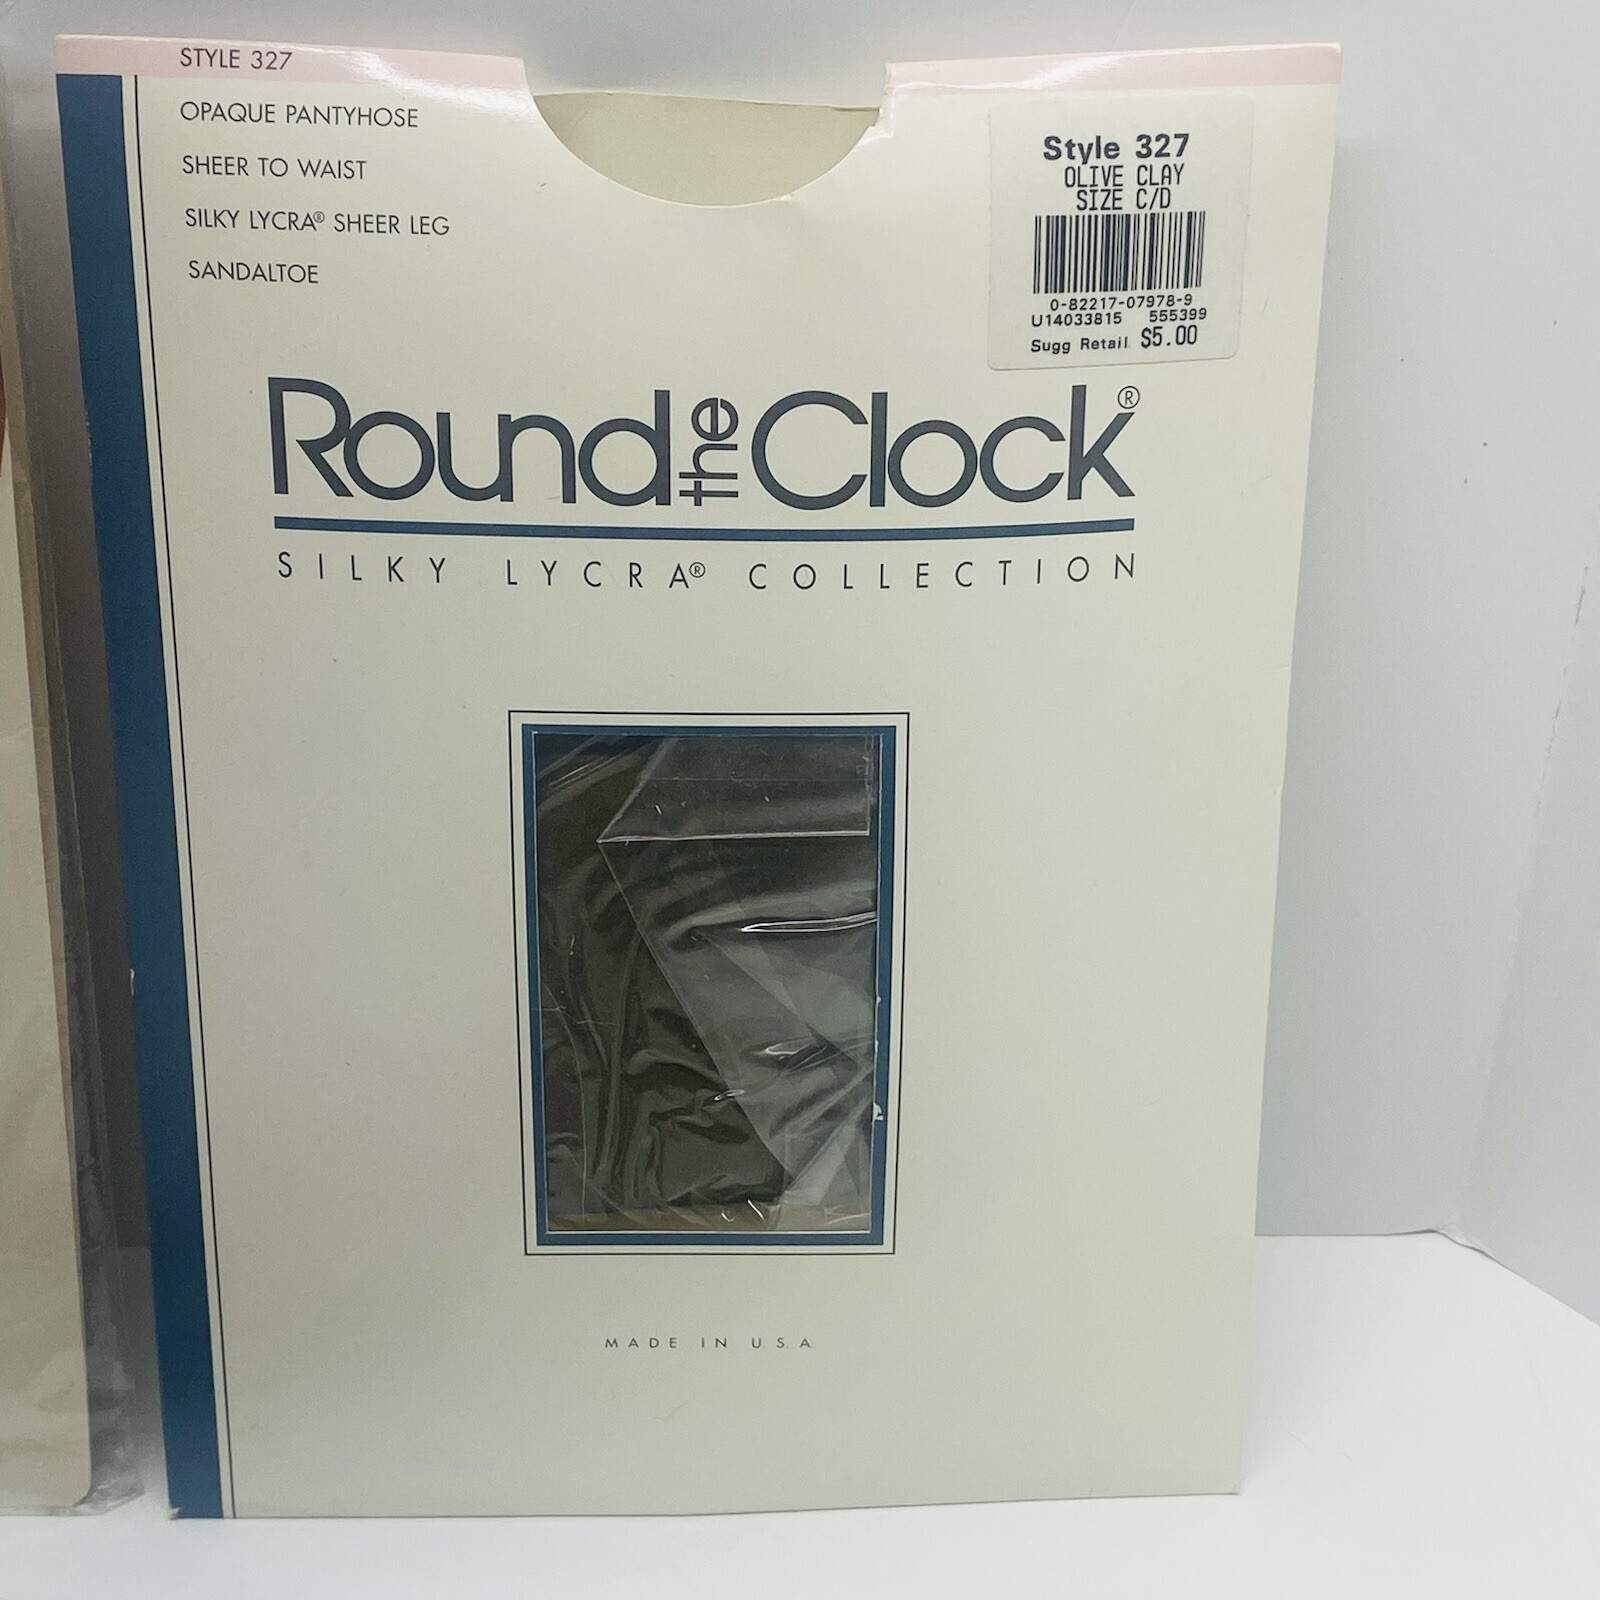 STYLE 327
OPAQUE PANTYHOSE
SHEER TO WAIST
SILKY LYCRA® SHEER LEG
SANDALTOE
Style 327
OLIVE CLAY
SIZE C/D
0-82217-07978-9
U14033815 555399
Sugg Retail $5.00
Round the Clock®
SILKY LYCRA® COLLECTION
MADE IN U.S.A.